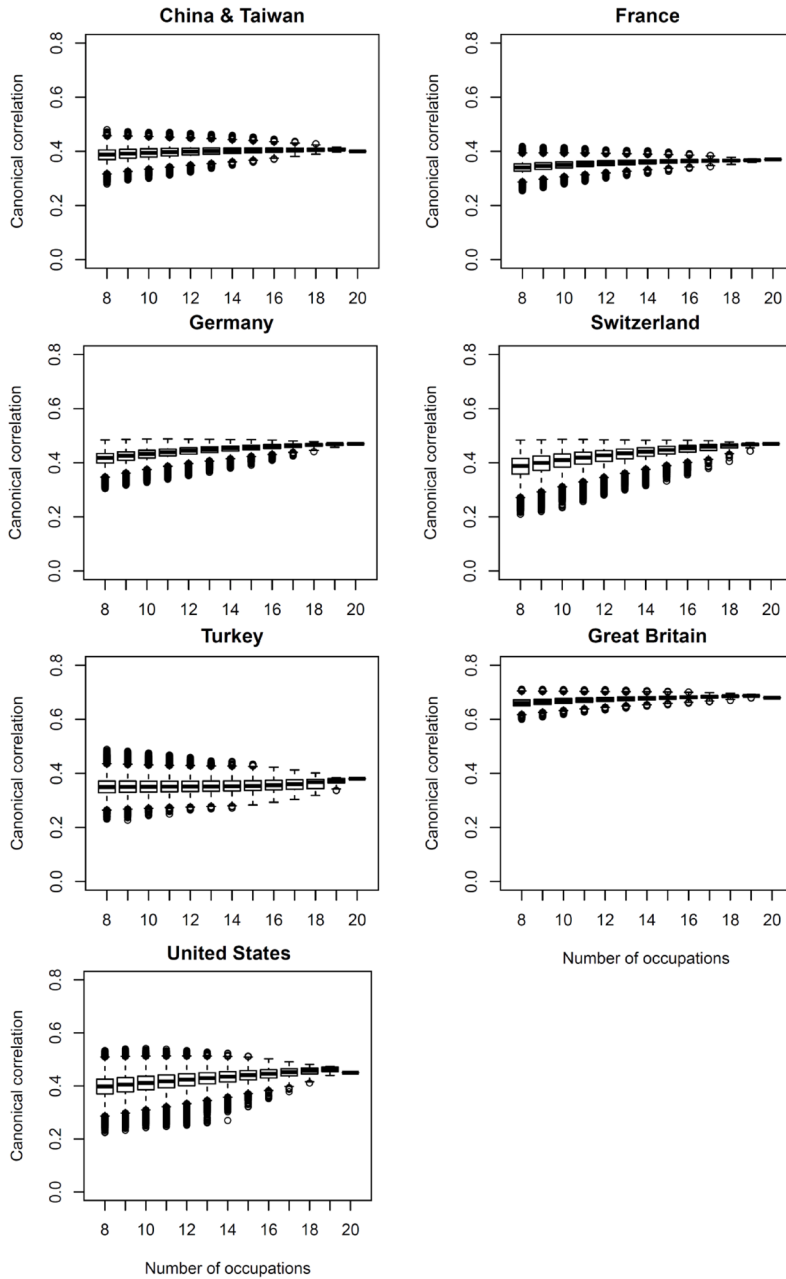 China & Taiwan
Canonical correlation
0.8
0.6
0.4
0.2
0.0
8 10 12 14 16 18 20
France
Canonical correlation
0.8
0.6
0.4
0.2
0.0
8 10 12 14 16 18 20
Germany
Canonical correlation
0.8
0.6
0.4
0.2
0.0
8 10 12 14 16 18 20
Switzerland
Canonical correlation
0.8
0.6
0.4
0.2
0.0
8 10 12 14 16 18 20
Turkey
Canonical correlation
0.8
0.6
0.4
0.2
0.0
8 10 12 14 16 18 20
Great Britain
Canonical correlation
0.8
0.6
0.4
0.2
0.0
8 10 12 14 16 18 20
Number of occupations
United States
Canonical correlation
0.8
0.6
0.4
0.2
0.0
8 10 12 14 16 18 20
Number of occupations